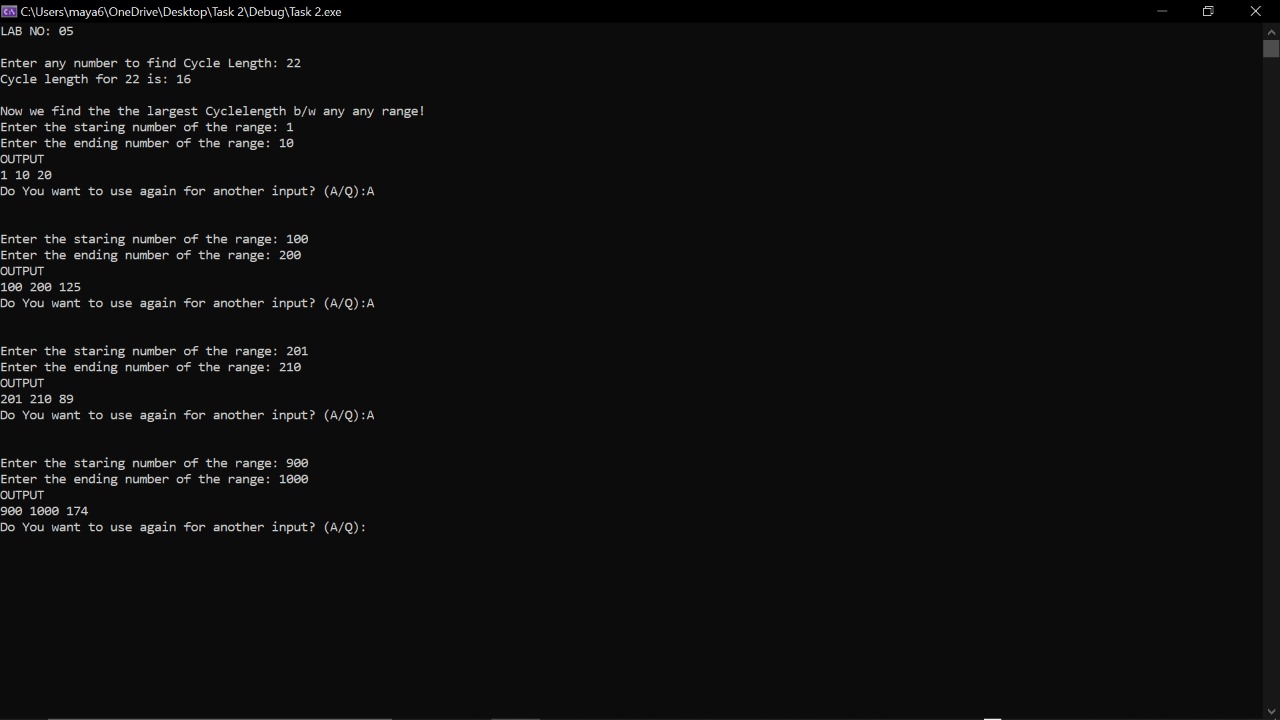 C:\Users\maya6\OneDrive\Desktop\Task 2\Debug\Task 2.exe
LAB NO: 05
Enter any number to find Cycle Length: 22
Cycle length for 22 is: 16
Now we find the the largest Cyclelength b/w any any range!
Enter the staring number of the range: 1
Enter the ending number of the range: 10
OUTPUT
1 10 20
Do You want to use again for another input? (A/Q):A
Enter the staring number of the range: 100
Enter the ending number of the range: 200
OUTPUT
100 200 125
Do You want to use again for another input? (A/Q):A
Enter the staring number of the range: 201
Enter the ending number of the range: 210
OUTPUT
201 210 89
Do You want to use again for another input? (A/Q):A
Enter the staring number of the range: 900
Enter the ending number of the range: 1000
OUTPUT
900 1000 174
Do You want to use again for another input? (A/Q):